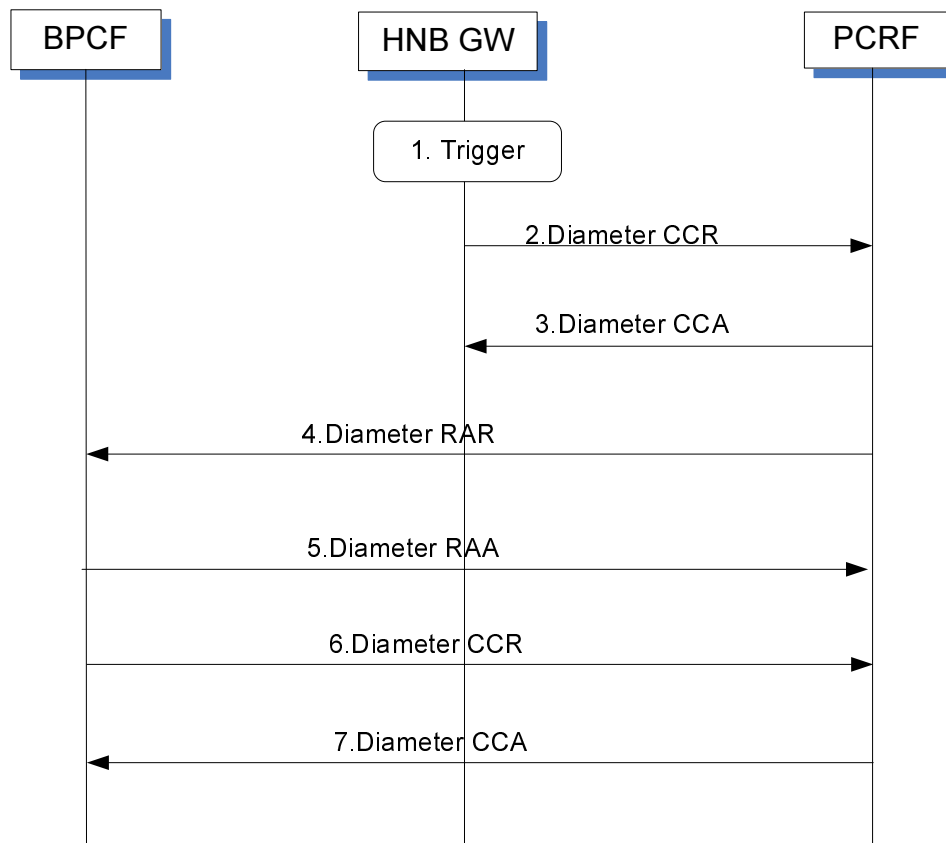 BPCF
HNB GW
PCRF
1. Trigger
2.Diameter CCR
3.Diameter CCA
4.Diameter RAR
5.Diameter RAA
6.Diameter CCR
7.Diameter CCA